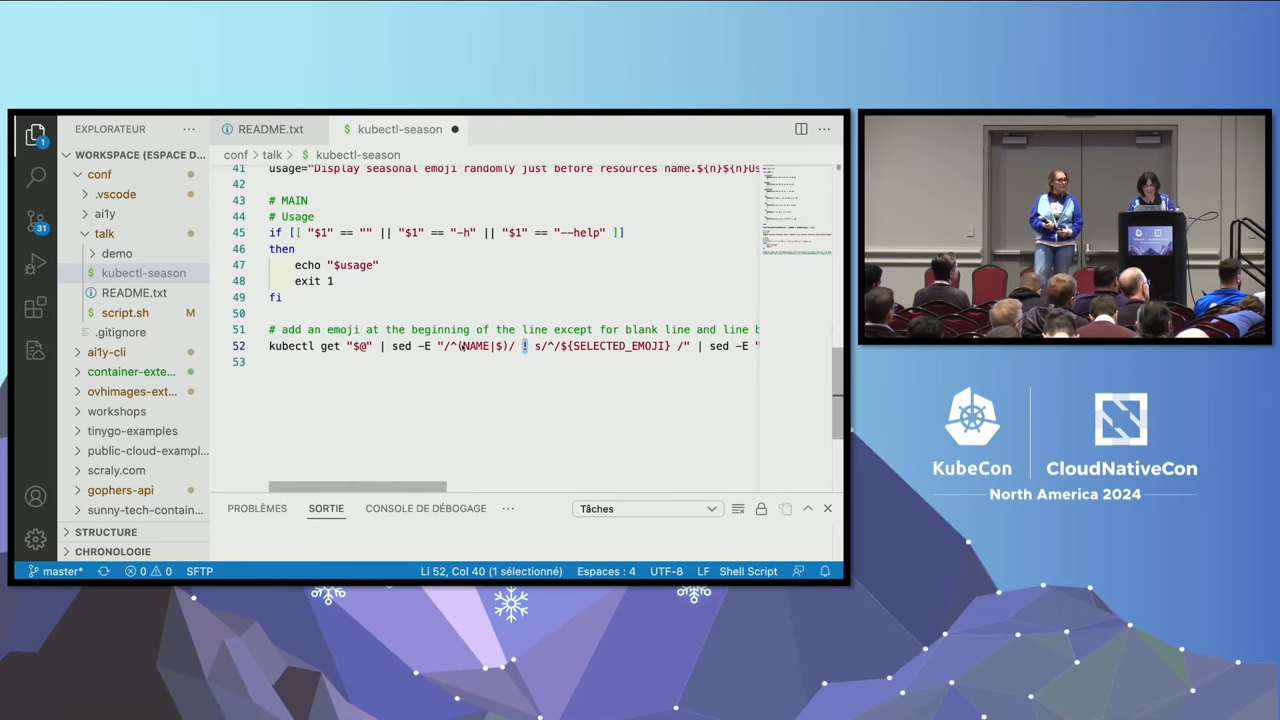 EXPLORATEUR
WORKSPACE (ESPACE D...
conf
.vscode
ai1y
talk
demo
kubectl-season
README.txt
script.sh M
.gitignore
ai1y-cli
container-exte...
ovhimages-ext...
workshops
tinygo-examples
public-cloud-exampl...
scraly.com
gophers-api
sunny-tech-contain...
STRUCTURE
CHRONOLOGIE
1
31
README.txt
kubectl-season
conf > talk > $ kubectl-season
41 usage="Display seasonal emoji randomly just before resources name.${n}${n}Us
42
43 # MAIN
44 # Usage
45 if [[ "$1" == "" || "$1" == "-h" || "$1" == "--help" ]]
46 then
47 echo "$usage"
48 exit 1
49 fi
50
51 # add an emoji at the beginning of the line except for blank line and line b
52 kubectl get "$@" | sed -E "/^(NAME|$)/ ! s/^/${SELECTED_EMOJI} /" | sed -E "
53
PROBLÈMES SORTIE CONSOLE DE DÉBOGAGE
Tâches
master* 0 0 SFTP
Li 52, Col 40 (1 sélectionné) Espaces : 4 UTF-8 LF Shell Script
KubeCon
CloudNativeCon
North America 2024